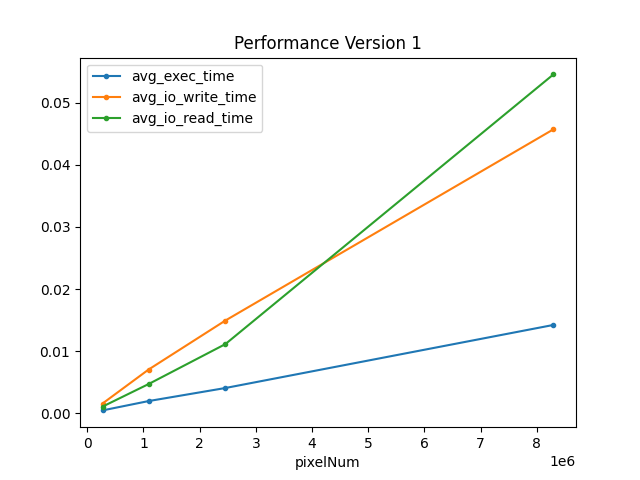 Performance Version 1
avg_exec_time
avg_io_write_time
avg_io_read_time
0.05
0.04
0.03
0.02
0.01
0.00
0 1 2 3 4 5 6 7 8
1e6
pixelNum